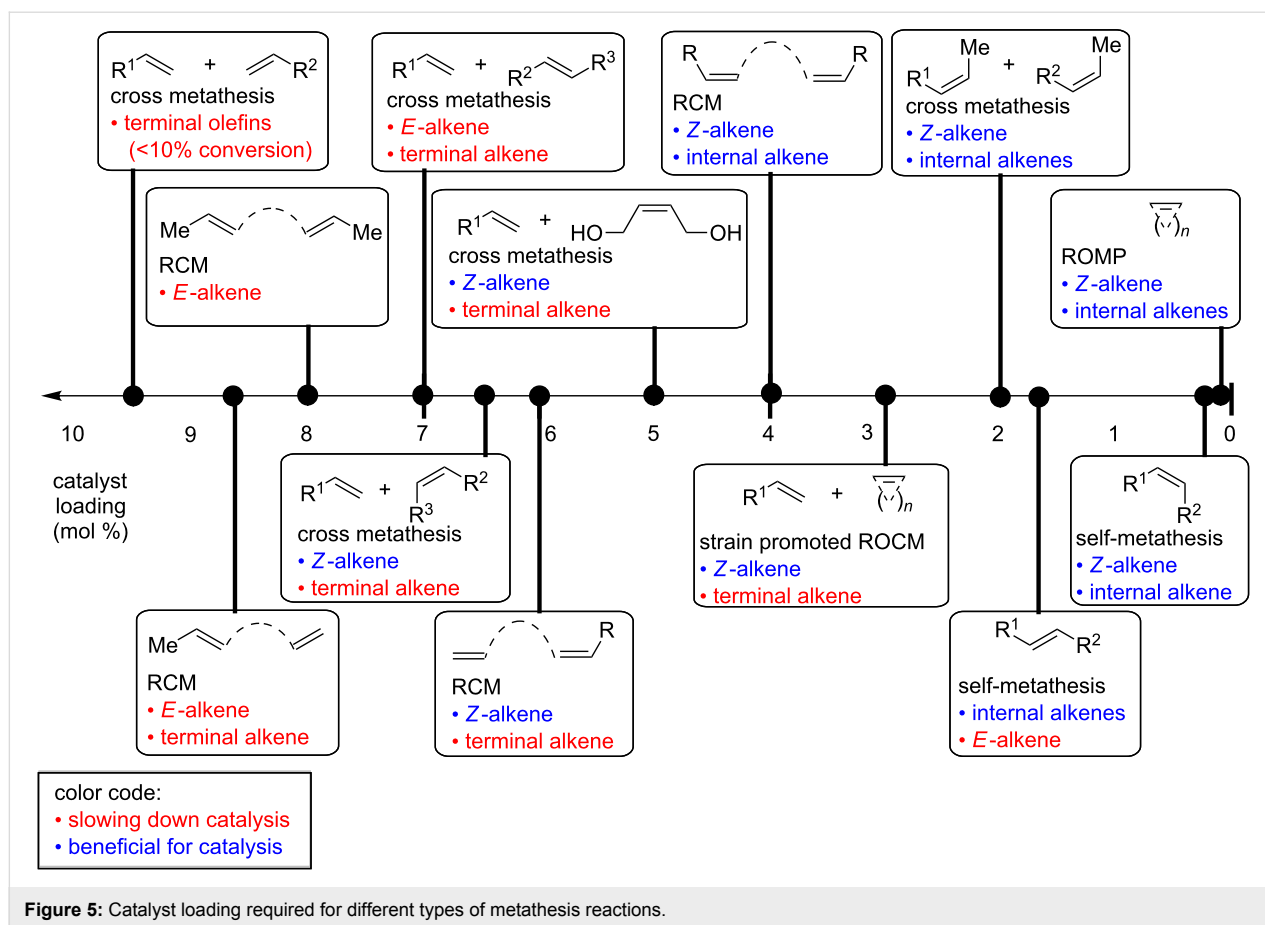 R1 + R2
cross metathesis
• terminal olefins
(<10% conversion)
R1 + R2 R3
cross metathesis
• E-alkene
• terminal alkene
R R
RCM
• Z-alkene
• internal alkene
R1 Me + R2 Me
cross metathesis
• Z-alkene
• internal alkenes
Me Me
RCM
• E-alkene
R1 + HO OH
cross metathesis
• Z-alkene
• terminal alkene
( )n
ROMP
• Z-alkene
• internal alkenes
10 9 8 7 6 5 4 3 2 1 0
catalyst
loading
(mol %)
R1 + R2
R3
cross metathesis
• Z-alkene
• terminal alkene
R1 + ( )n
strain promoted ROCM
• Z-alkene
• terminal alkene
R1
R2
self-metathesis
• Z-alkene
• internal alkene
Me
RCM
• E-alkene
• terminal alkene
R
RCM
• Z-alkene
• terminal alkene
R1 R2
self-metathesis
• internal alkenes
• E-alkene
color code:
• slowing down catalysis
• beneficial for catalysis
Figure 5: Catalyst loading required for different types of metathesis reactions.